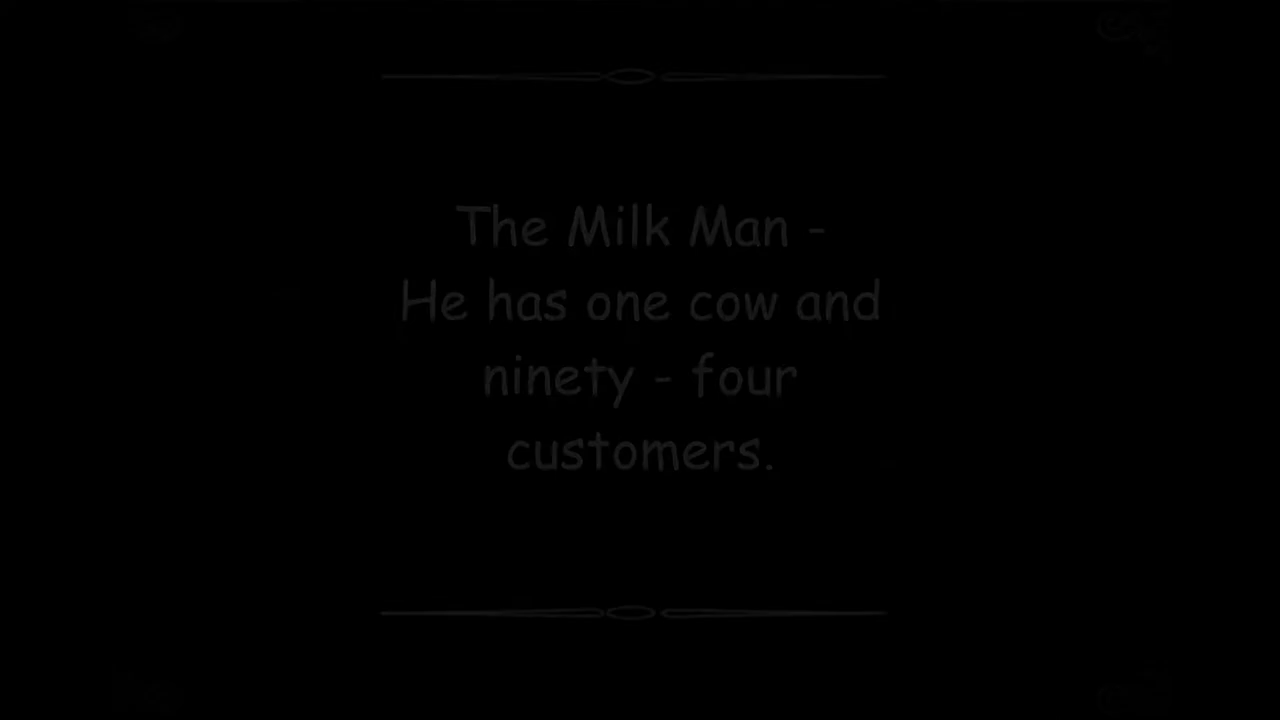 The Milk Man -
He has one cow and
ninety - four
customers.